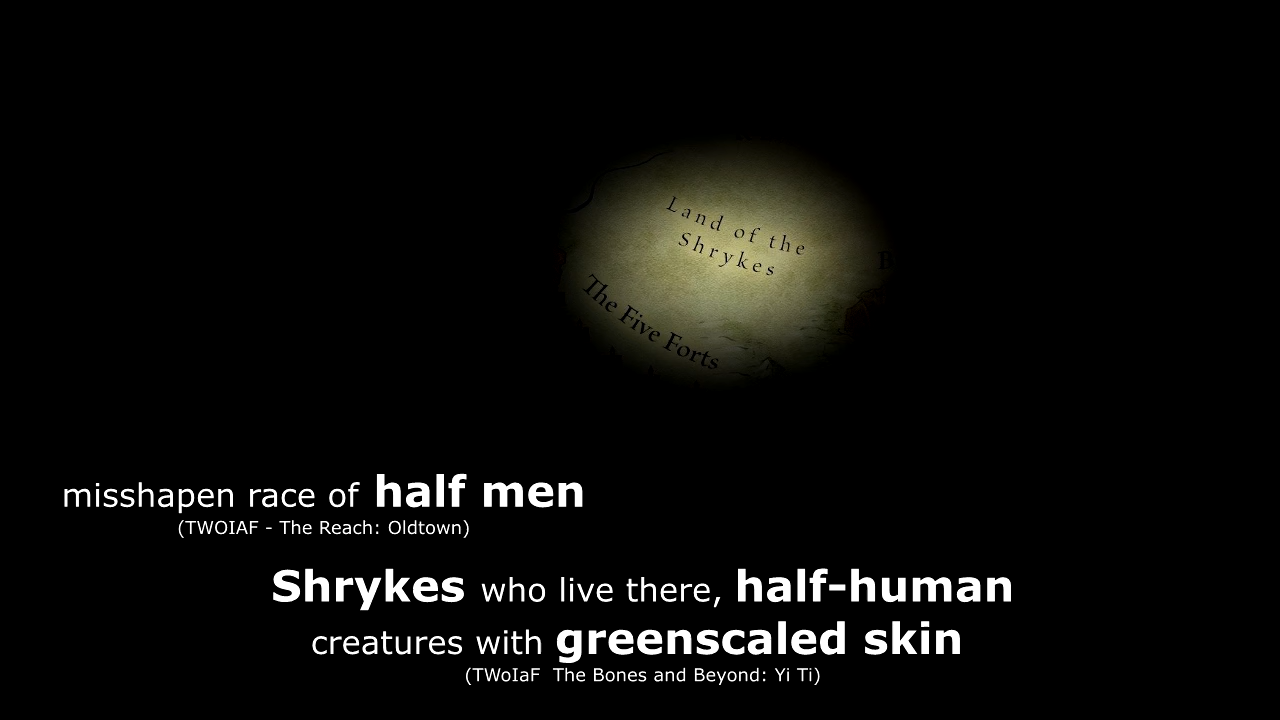 Land of the
Shrykes
The Five Forts
misshapen race of half men
(TWOIAF - The Reach: Oldtown)
Shrykes who live there, half-human
creatures with greenscaled skin
(TWoIaF  The Bones and Beyond: Yi Ti)